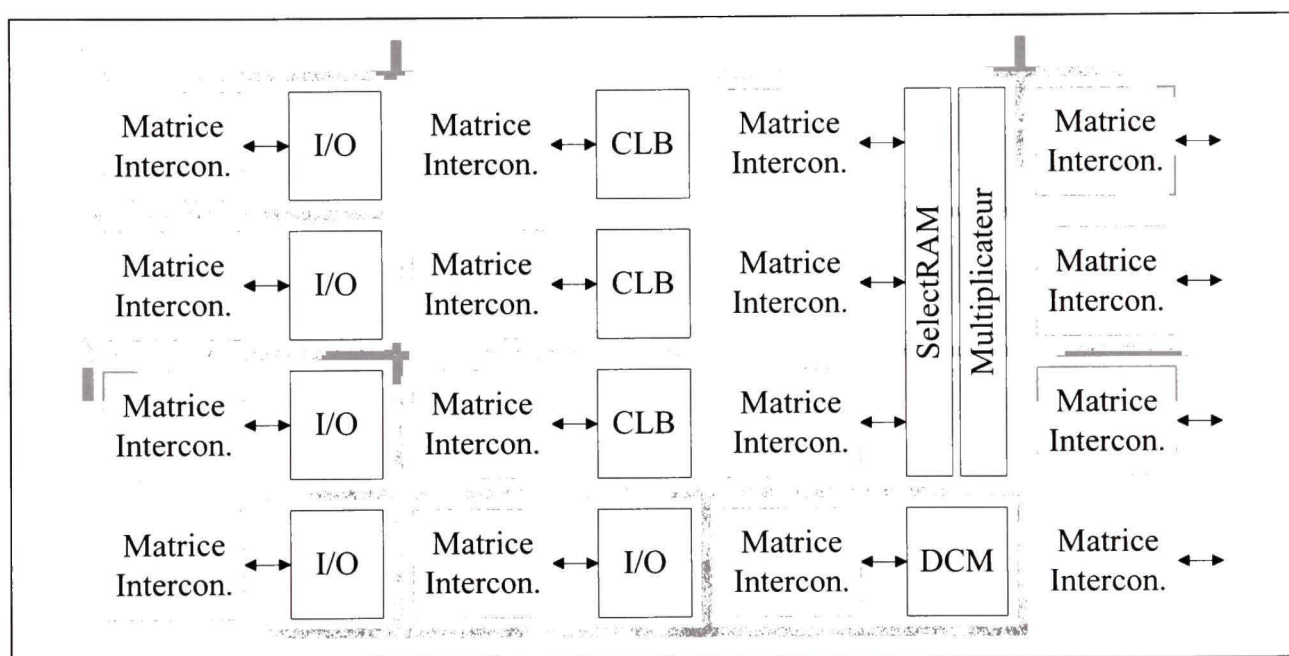 Matrice
Intercon.
I/O
Matrice
Intercon.
CLB
Matrice
Intercon.
SelectRAM
Multiplicateur
Matrice
Intercon.
Matrice
Intercon.
I/O
Matrice
Intercon.
CLB
Matrice
Intercon.
Matrice
Intercon.
Matrice
Intercon.
I/O
Matrice
Intercon.
CLB
Matrice
Intercon.
Matrice
Intercon.
Matrice
Intercon.
I/O
Matrice
Intercon.
I/O
Matrice
Intercon.
DCM
Matrice
Intercon.